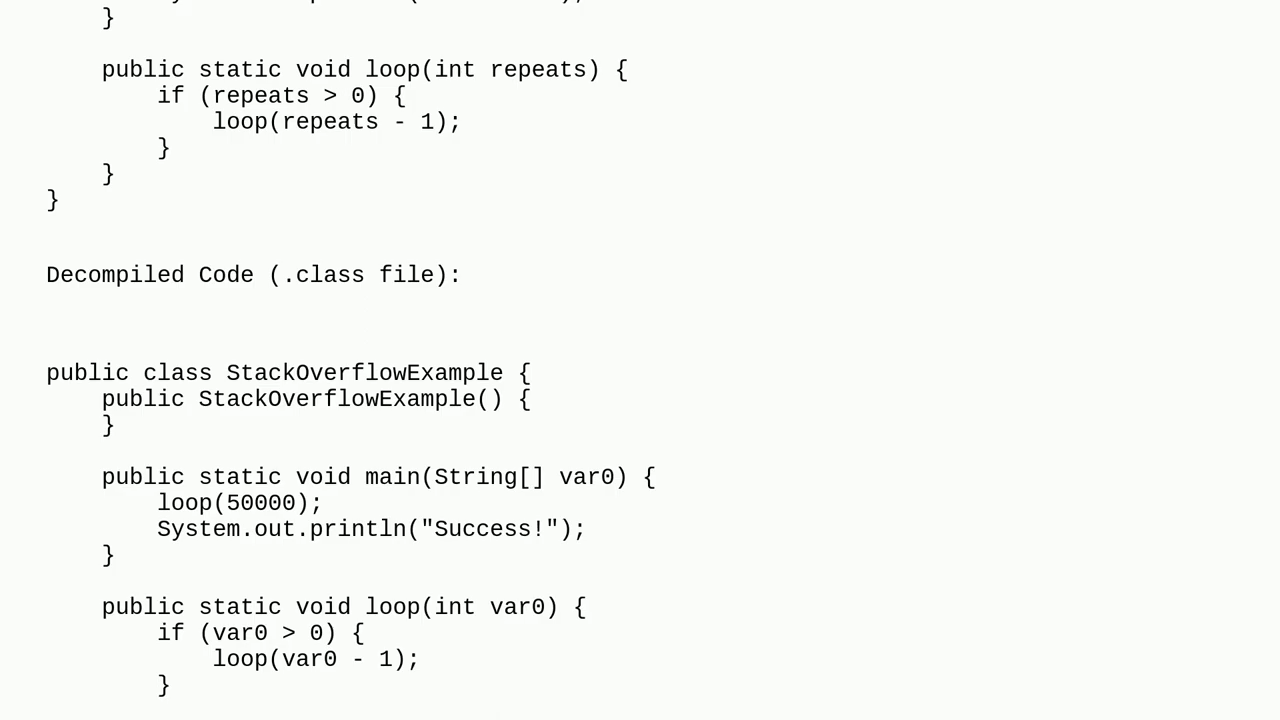 }
public static void loop(int repeats) {
if (repeats > 0) {
loop(repeats - 1);
}
}
}
Decompiled Code (.class file):
public class StackOverflowExample {
public StackOverflowExample() {
}
public static void main(String[] var0) {
loop(50000);
System.out.println("Success!");
}
public static void loop(int var0) {
if (var0 > 0) {
loop(var0 - 1);
}